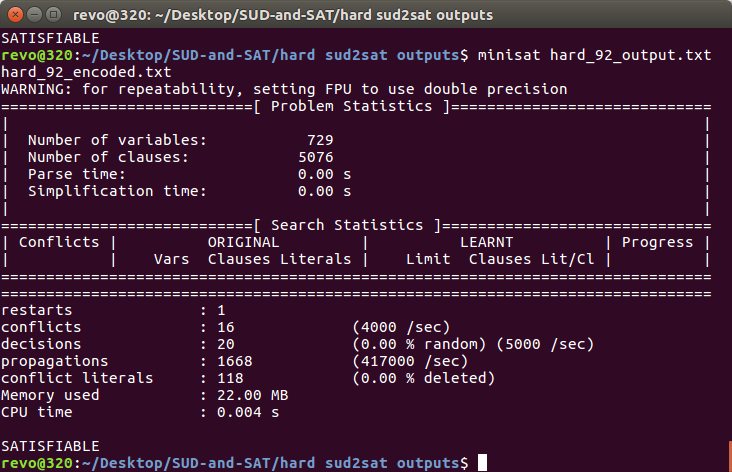 revo@320: ~/Desktop/SUD-and-SAT/hard sud2sat outputs
SATISFIABLE
revo@320:~/Desktop/SUD-and-SAT/hard sud2sat outputs$ minisat hard_92_output.txt
hard_92_encoded.txt
WARNING: for repeatability, setting FPU to use double precision
============================[ Problem Statistics ]=============================
|                                                                             |
|  Number of variables:           729                                         |
|  Number of clauses:            5076                                         |
|  Parse time:                   0.00 s                                       |
|  Simplification time:          0.00 s                                       |
|                                                                             |
============================[ Search Statistics ]==============================
| Conflicts |          ORIGINAL         |          LEARNT          | Progress |
|           |    Vars  Clauses Literals |    Limit  Clauses Lit/Cl |          |
===============================================================================
===============================================================================
restarts              : 1
conflicts             : 16             (4000 /sec)
decisions             : 20             (0.00 % random) (5000 /sec)
propagations          : 1668           (417000 /sec)
conflict literals     : 118            (0.00 % deleted)
Memory used           : 22.00 MB
CPU time              : 0.004 s
SATISFIABLE
revo@320:~/Desktop/SUD-and-SAT/hard sud2sat outputs$